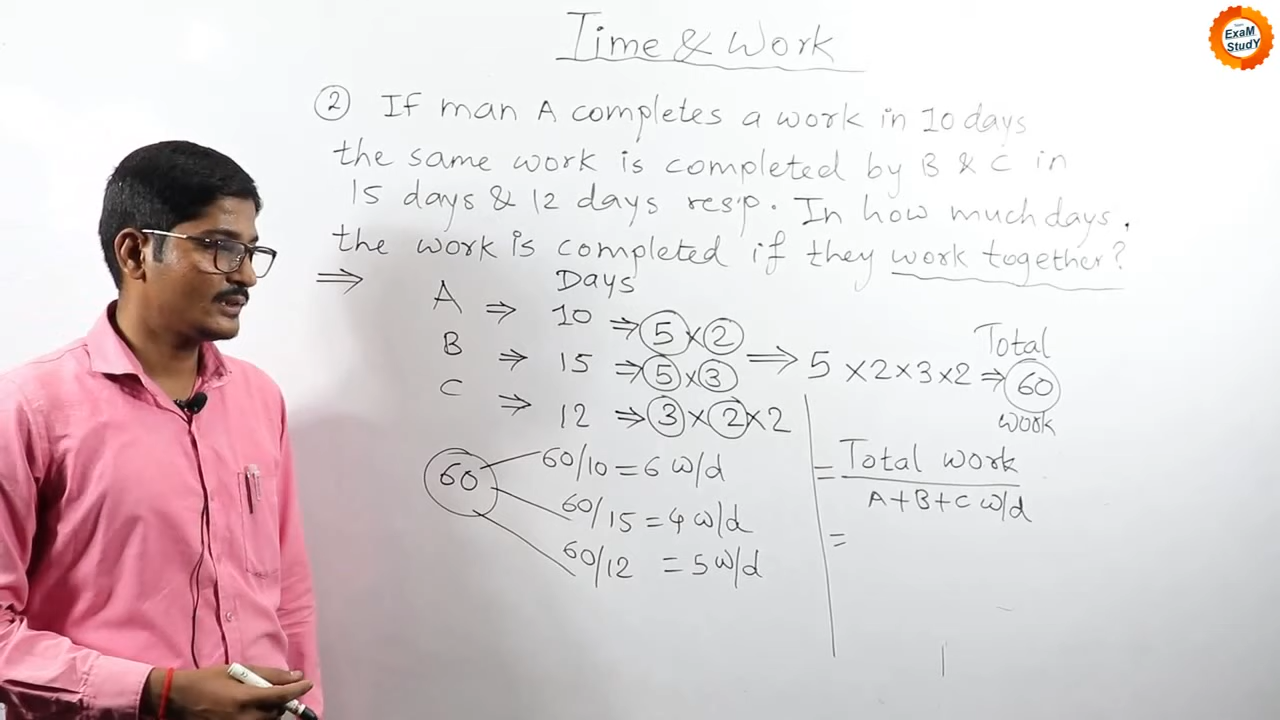 Time & Work
ExaM
StudY
② If man A completes a work in 10 days
the same work is completed by B & C in
15 days & 12 days resp. In how much days.
the work is completed if they work together?
⇒ Days
A ⇒ 10 ⇒ 5 × 2
B ⇒ 15 ⇒ 5 × 3
C ⇒ 12 ⇒ 3 × 2 × 2
⇒ 5 × 2 × 3 × 2 ⇒ 60
Total
work
60
60/10 = 6 w/d
60/15 = 4 w/d
60/12 = 5 w/d
= Total work
A + B + C w/d
=